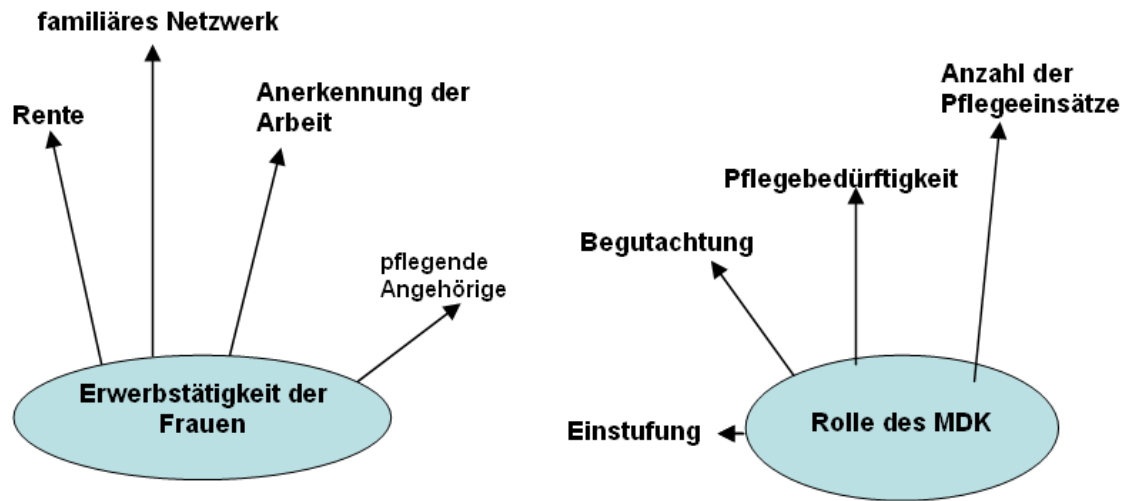 familiäres Netzwerk
Rente
Anerkennung der
Arbeit
pflegende
Angehörige
Erwerbstätigkeit der
Frauen
Anzahl der
Pflegeeinsätze
Pflegebedürftigkeit
Begutachtung
Einstufung
Rolle des MDK